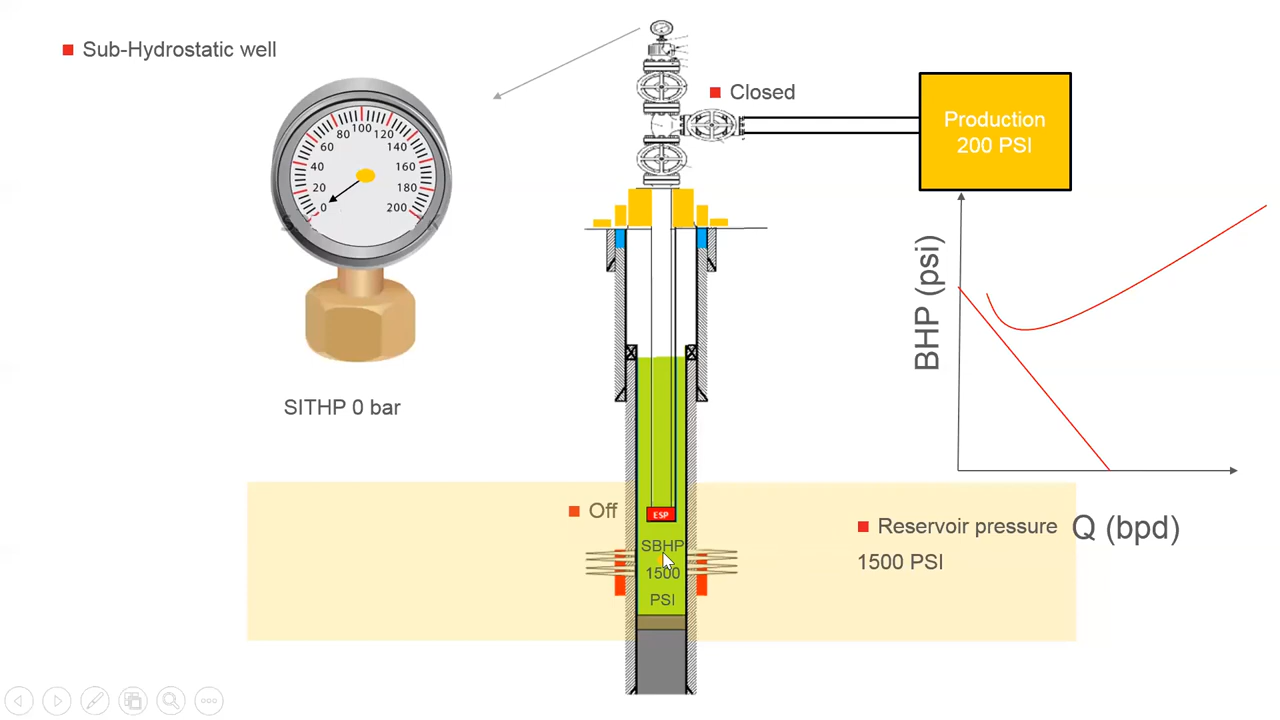 Sub-Hydrostatic well
Closed
Production
200 PSI
0
20
40
60
80
100
120
140
160
180
200
SITHP 0 bar
BHP (psi)
Off
ESP
SBHP
1500
PSI
Reservoir pressure
1500 PSI
Q (bpd)